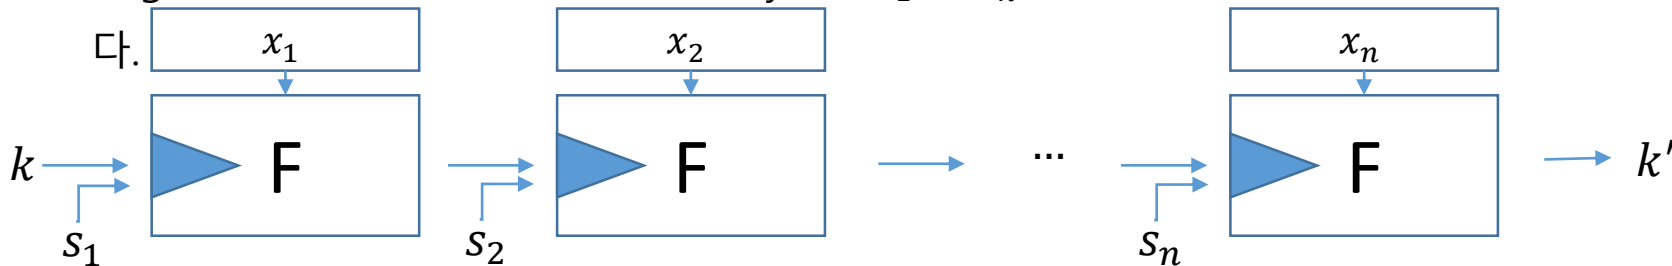 다.
x₁ x₂ xₙ
k F F ... F k′
s₁ s₂ sₙ